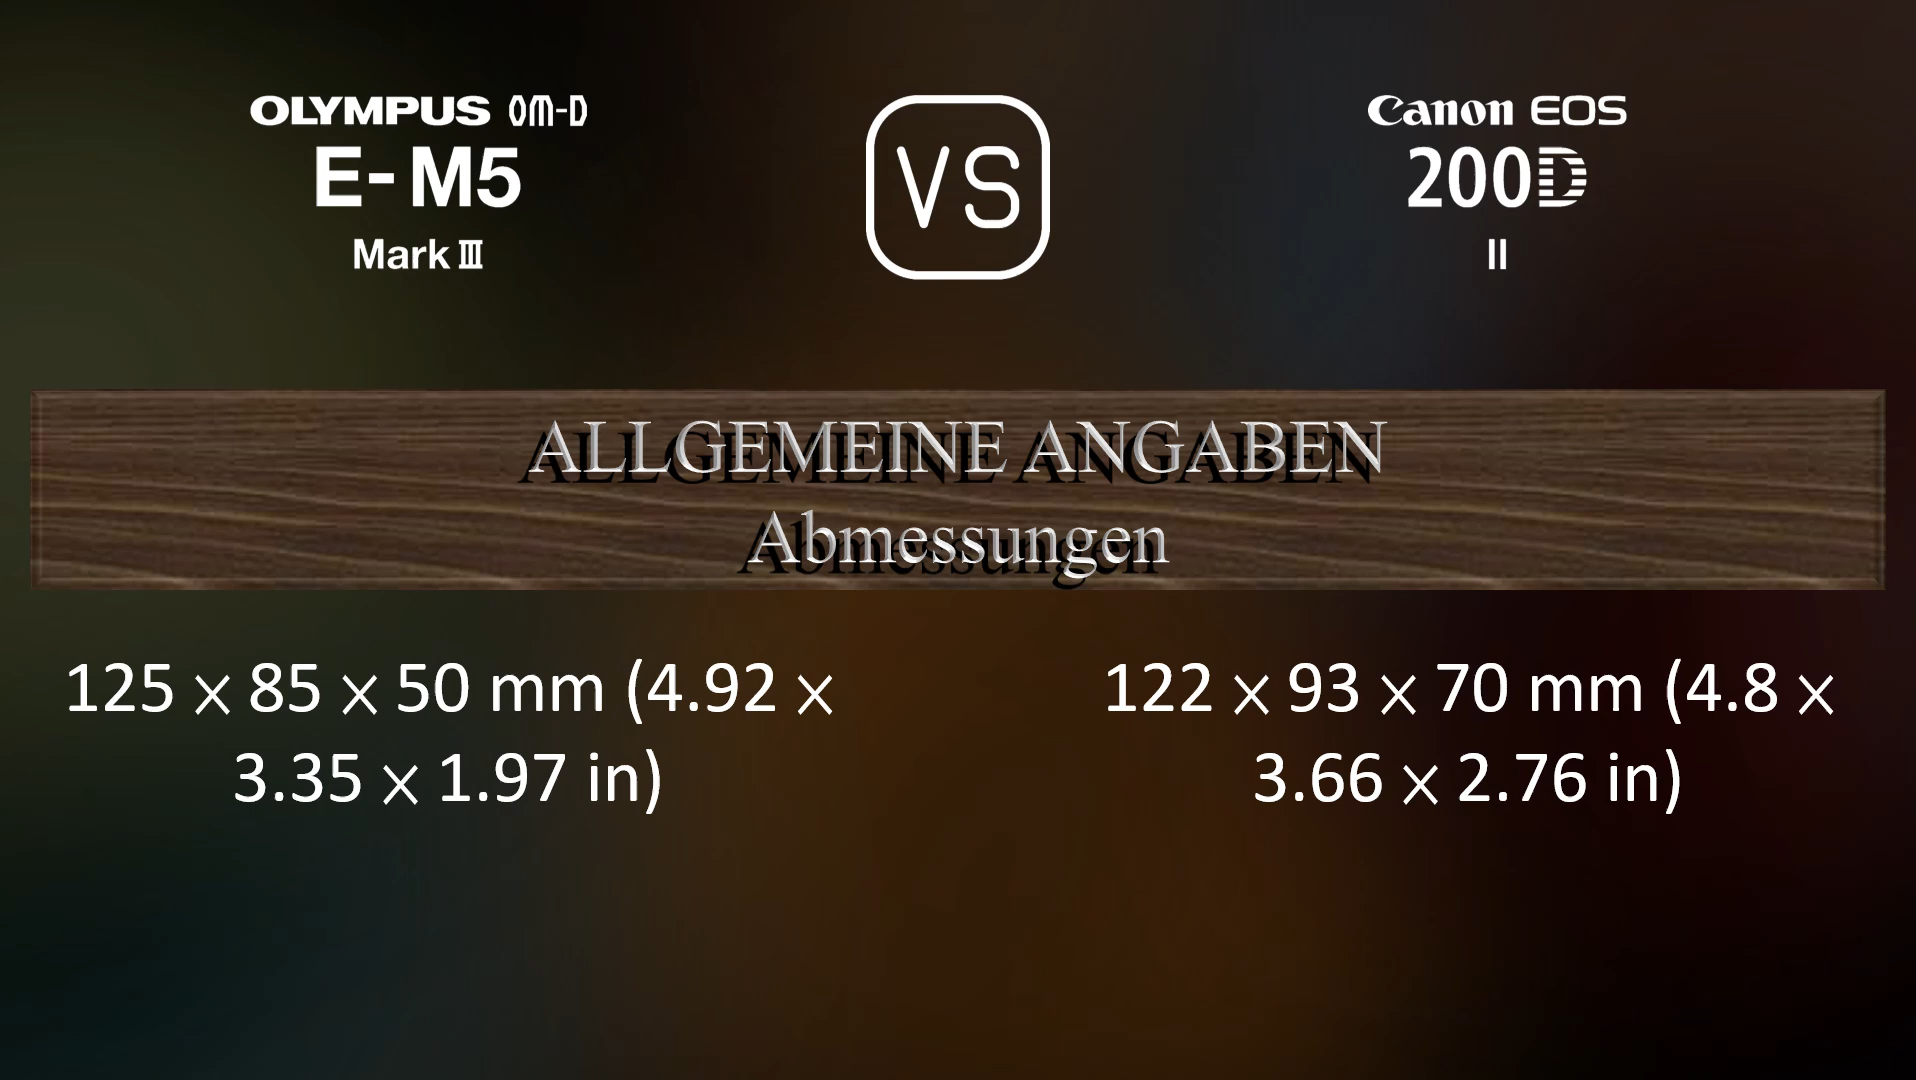 OLYMPUS OM-D
E-M5
Mark III
VS
Canon EOS
200D
II
ALLGEMEINE ANGABEN
Abmessungen
125 x 85 x 50 mm (4.92 x
3.35 x 1.97 in)
122 x 93 x 70 mm (4.8 x
3.66 x 2.76 in)